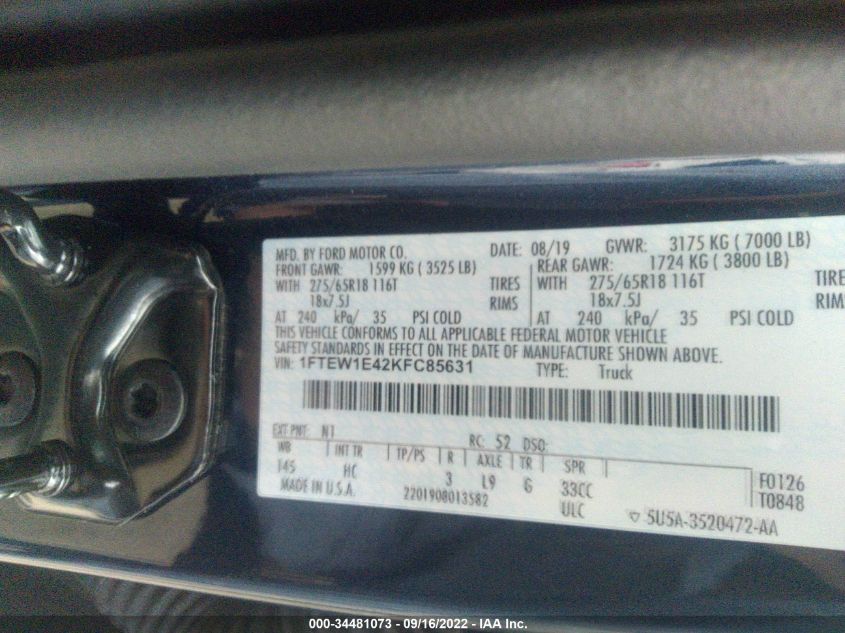 MFD. BY FORD MOTOR CO. DATE: 08/19 GVWR: 3175 KG ( 7000 LB)
FRONT GAWR: 1599 KG ( 3525 LB) REAR GAWR: 1724 KG ( 3800 LB)
WITH 275/65R18 116T TIRES WITH 275/65R18 116T TIRE
18x7.5J RIMS 18x7.5J RIM
AT 240 kPa/ 35 PSI COLD AT 240 kPa/ 35 PSI COLD
THIS VEHICLE CONFORMS TO ALL APPLICABLE FEDERAL MOTOR VEHICLE
SAFETY STANDARDS IN EFFECT ON THE DATE OF MANUFACTURE SHOWN ABOVE.
VIN: 1FTEW1E42KFC85631 TYPE: Truck
EXT PNT: N1 RC: 52 DSO:
WB INT TR TP/PS R AXLE TR SPR
145 HC 3 L9 G 33CC F0126
MADE IN U.S.A. 2201908013582 ULC T0848
5U5A-3520472-AA
000-34481073 - 09/16/2022 - IAA Inc.